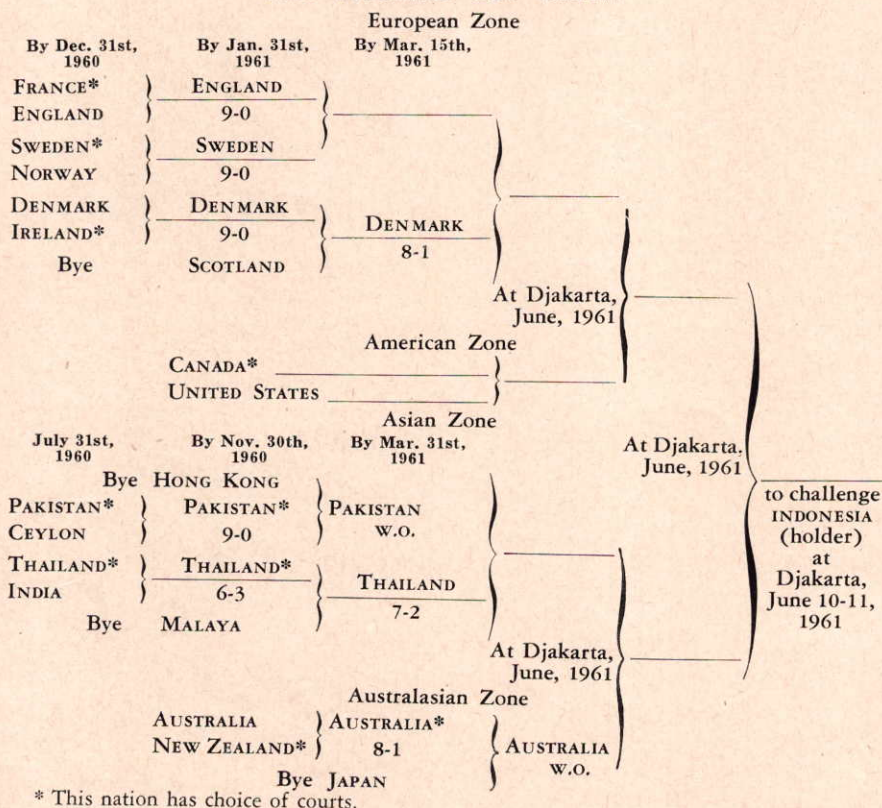 European Zone
By Dec. 31st, 1960 By Jan. 31st, 1961 By Mar. 15th, 1961
FRANCE* ENGLAND
ENGLAND 9-0
SWEDEN* SWEDEN
NORWAY 9-0
DENMARK DENMARK DENMARK
IRELAND* 9-0 8-1
Bye SCOTLAND
At Djakarta,
June, 1961
American Zone
CANADA*
UNITED STATES
Asian Zone
July 31st, 1960 By Nov. 30th, 1960 By Mar. 31st, 1961
At Djakarta.
June, 1961
Bye HONG KONG
PAKISTAN* PAKISTAN* PAKISTAN
CEYLON 9-0 W.O.
THAILAND* THAILAND* THAILAND
INDIA 6-3 7-2
Bye MALAYA
to challenge
INDONESIA
(holder)
at
Djakarta,
June 10-11,
1961
At Djakarta,
June, 1961
Australasian Zone
AUSTRALIA AUSTRALIA* AUSTRALIA
NEW ZEALAND* 8-1 W.O.
Bye JAPAN
* This nation has choice of courts.